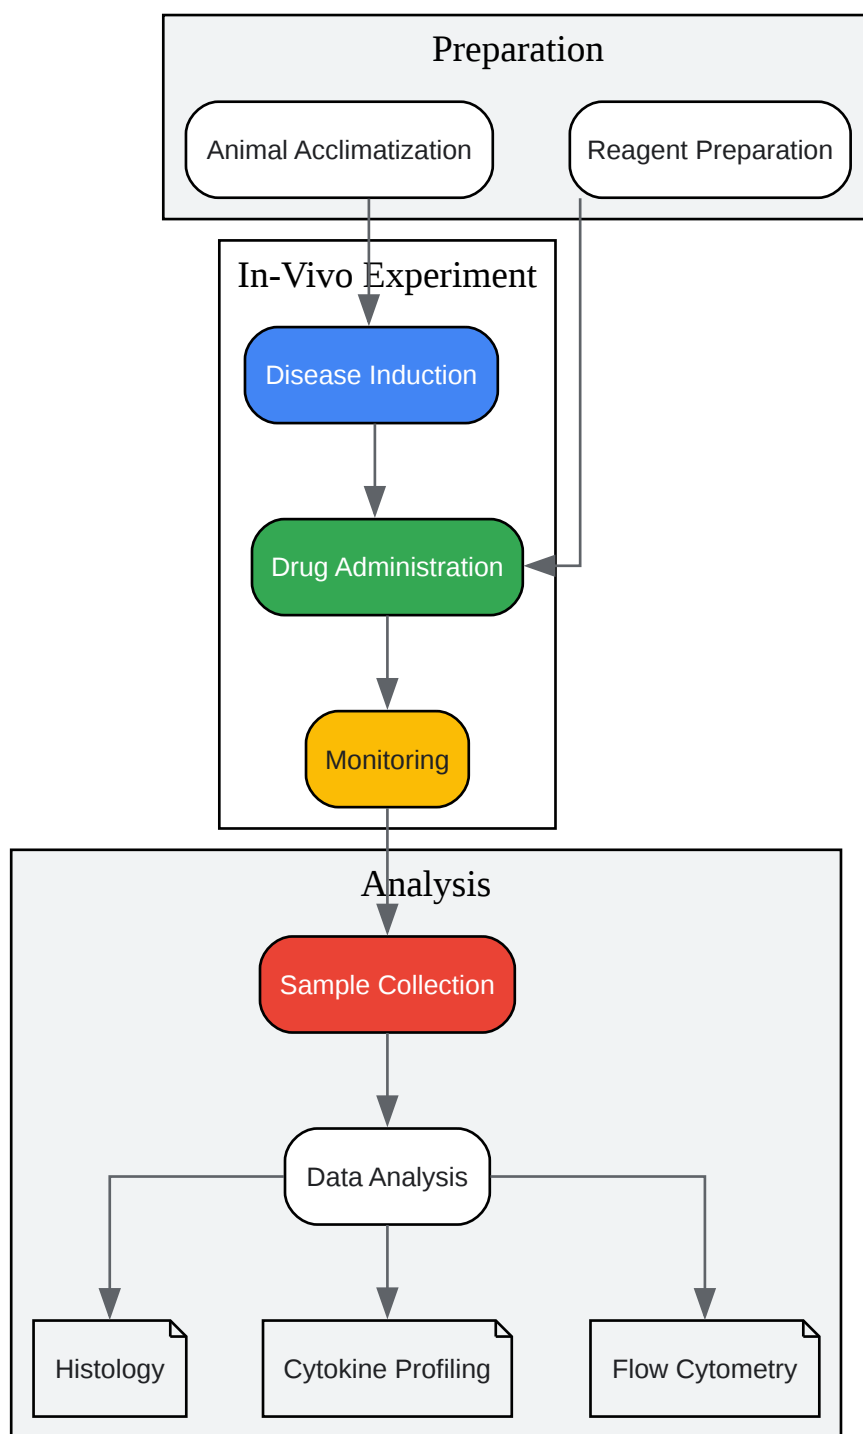 Preparation
Animal Acclimatization
Reagent Preparation
In-Vivo Experiment
Disease Induction
Drug Administration
Monitoring
Analysis
Sample Collection
Data Analysis
Histology
Cytokine Profiling
Flow Cytometry